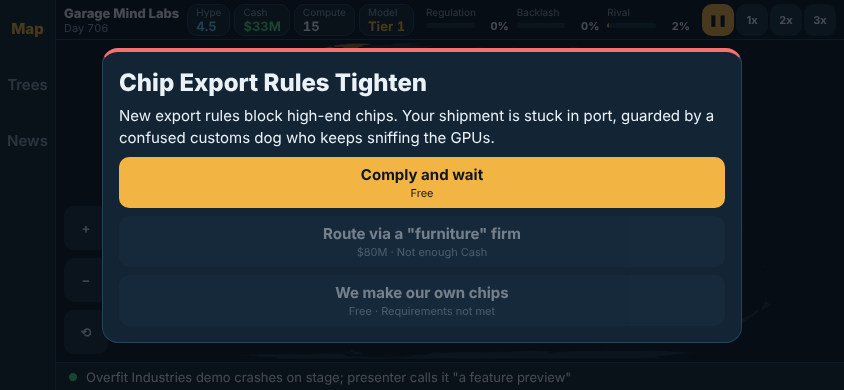 Map
Garage Mind Labs
Day 706
Hype
4.5
Cash
$33M
Compute
15
Model
Tier 1
Regulation
0%
Backlash
0%
Rival
2%
1x
2x
3x
Trees
News
Chip Export Rules Tighten
New export rules block high-end chips. Your shipment is stuck in port, guarded by a
confused customs dog who keeps sniffing the GPUs.
Comply and wait
Free
Route via a "furniture" firm
$80M · Not enough Cash
We make our own chips
Free · Requirements not met
+
−
⟲
Overfit Industries demo crashes on stage; presenter calls it "a feature preview"